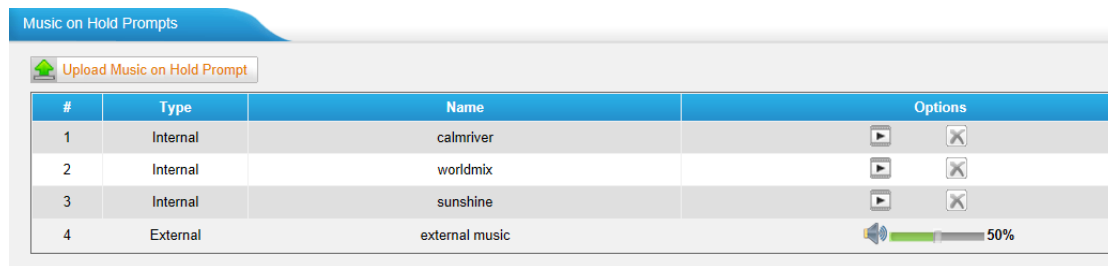 Music on Hold Prompts
Upload Music on Hold Prompt
# Type Name Options
1 Internal calmriver
2 Internal worldmix
3 Internal sunshine
4 External external music 50%